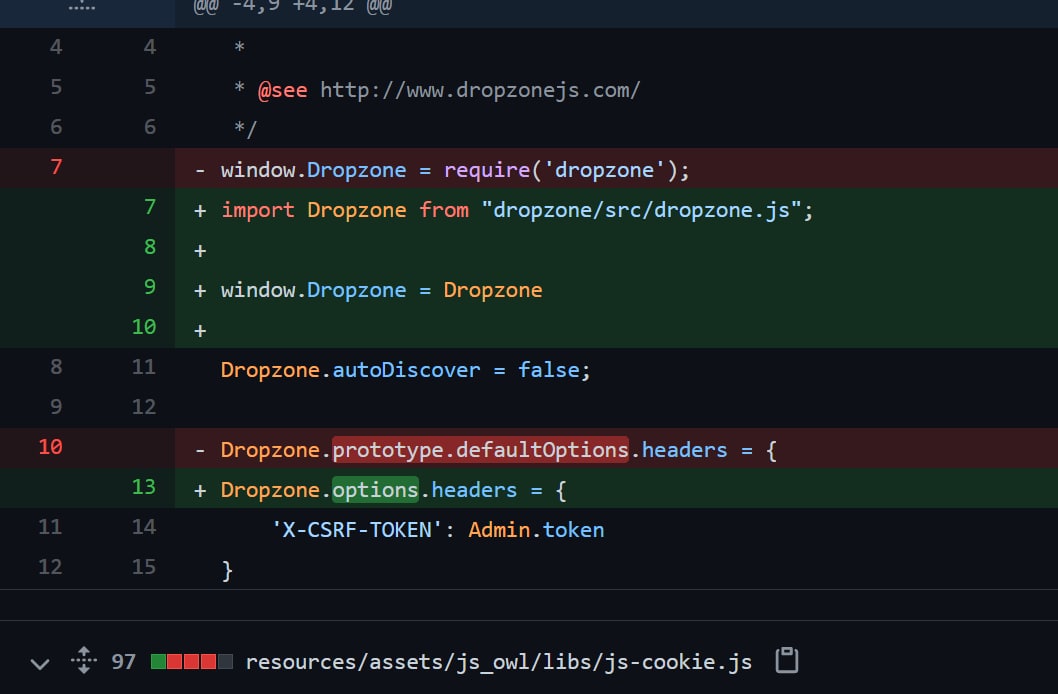 @@ -4,9 +4,12 @@
4 4 *
5 5 * @see http://www.dropzonejs.com/
6 6 */
7 - window.Dropzone = require('dropzone');
7 + import Dropzone from "dropzone/src/dropzone.js";
8 +
9 + window.Dropzone = Dropzone
10 +
8 11 Dropzone.autoDiscover = false;
9 12
10 - Dropzone.prototype.defaultOptions.headers = {
13 + Dropzone.options.headers = {
11 14 'X-CSRF-TOKEN': Admin.token
12 15 }
97 resources/assets/js_owl/libs/js-cookie.js